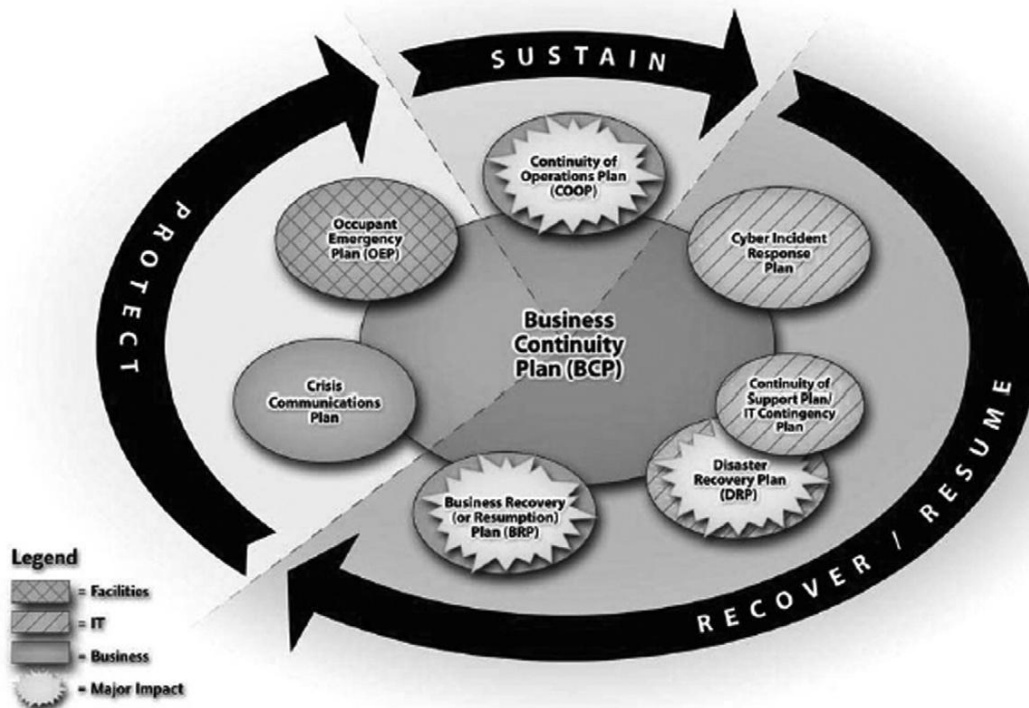 SUSTAIN
PROTECT
RECOVER / RESUME
Continuity of
Operations Plan
(COOP)
Occupant
Emergency
Plan (OEP)
Cyber Incident
Response
Plan
Business
Continuity
Plan (BCP)
Crisis
Communications
Plan
Continuity of
Support Plan/
IT Contingency
Plan
Disaster
Recovery Plan
(DRP)
Business Recovery
(or Resumption)
Plan (BRP)
Legend
= Facilities
= IT
= Business
= Major Impact